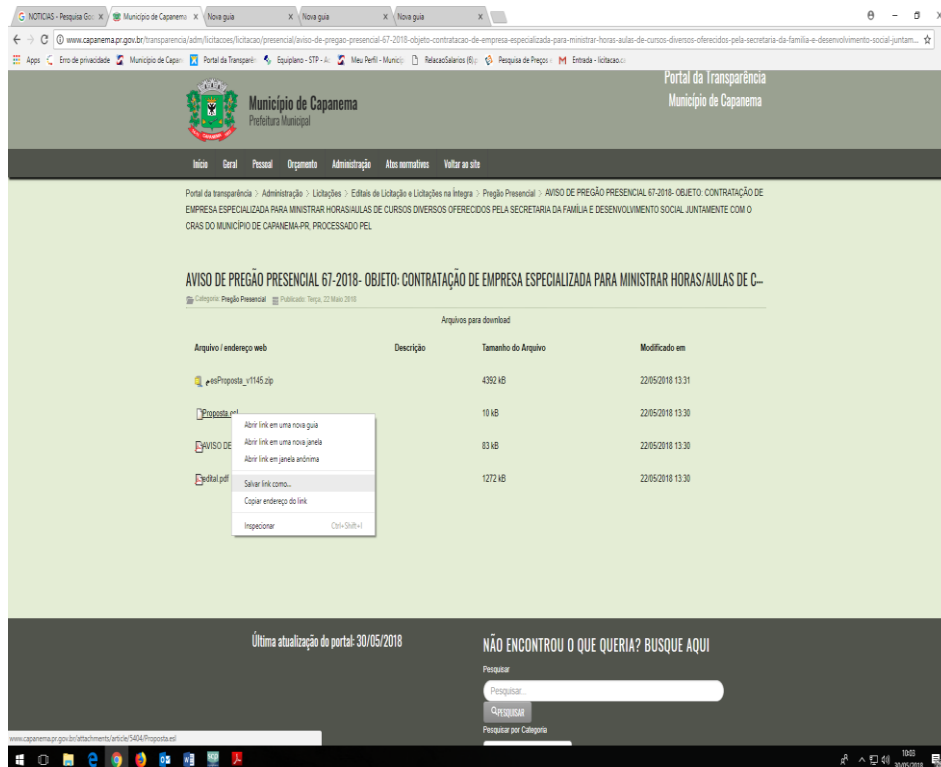 NOTICIAS - Pesquisa Goo
Município de Capanema
Nova guia
Nova guia
Nova guia
www.capanema.pr.gov.br/transparencia/adm/licitacoes/licitacao/presencial/aviso-de-pregao-presencial-67-2018-objeto-contratacao-de-empresa-especializada-para-ministrar-horas-aulas-de-cursos-diversos-oferecidos-pela-secretaria-da-familia-e-desenvolvimento-social-juntam...
Apps
Erro de privacidade
Município de Capan
Portal da Transparên
Equiplano - STP - Ac
Meu Perfil - Municíp
RelacaoSalarios (6).p
Pesquisa de Preços
Entrada - licitacao.c
Portal da Transparência
Município de Capanema
Município de Capanema
Prefeitura Municipal
Início Geral Pessoal Orçamento Administração Atos normativos Voltar ao site
Portal da transparência > Administração > Licitações > Editais de Licitação e Licitações na Íntegra > Pregão Presencial > AVISO DE PREGÃO PRESENCIAL 67-2018- OBJETO: CONTRATAÇÃO DE
EMPRESA ESPECIALIZADA PARA MINISTRAR HORAS/AULAS DE CURSOS DIVERSOS OFERECIDOS PELA SECRETARIA DA FAMÍLIA E DESENVOLVIMENTO SOCIAL JUNTAMENTE COM O
CRAS DO MUNICÍPIO DE CAPANEMA-PR, PROCESSADO PEL
AVISO DE PREGÃO PRESENCIAL 67-2018- OBJETO: CONTRATAÇÃO DE EMPRESA ESPECIALIZADA PARA MINISTRAR HORAS/AULAS DE C...
Categoria: Pregão Presencial Publicado: Terça, 22 Maio 2018
Arquivos para download
Arquivo / endereço web Descrição Tamanho do Arquivo Modificado em
esProposta_v1145.zip 4392 kB 22/05/2018 13:31
Proposta.esl 10 kB 22/05/2018 13:30
AVISO DE 83 kB 22/05/2018 13:30
edital.pdf 1272 kB 22/05/2018 13:30
Abrir link em uma nova guia
Abrir link em uma nova janela
Abrir link em janela anônima
Salvar link como...
Copiar endereço do link
Inspecionar Ctrl+Shift+I
Última atualização do portal: 30/05/2018
NÃO ENCONTROU O QUE QUERIA? BUSQUE AQUI
Pesquisar
Pesquisar...
PESQUISAR
Pesquisar por Categoria
www.capanema.pr.gov.br/attachments/article/5404/Proposta.esl
10:03
30/05/2018